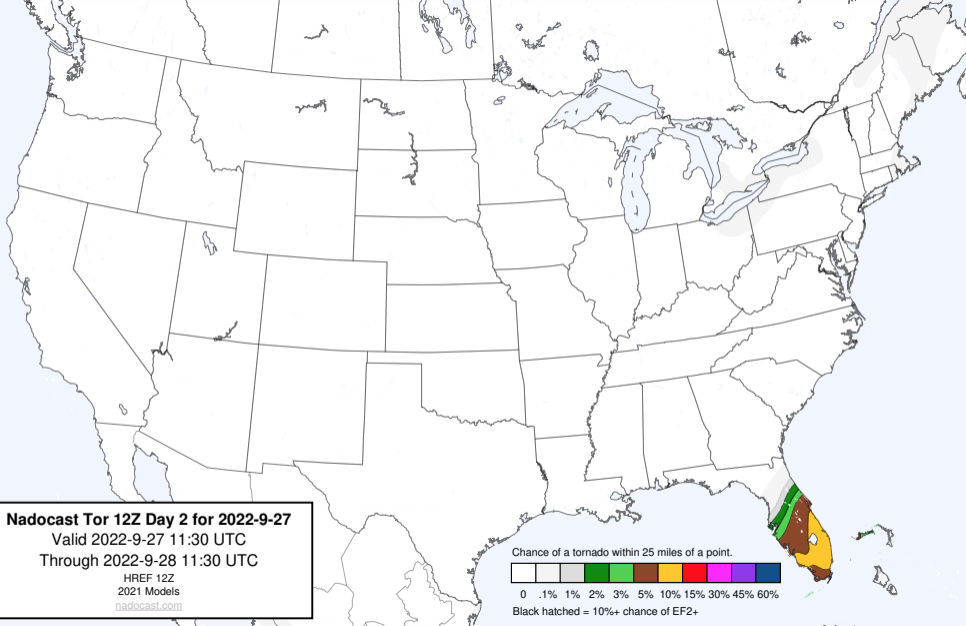 Nadocast Tor 12Z Day 2 for 2022-9-27
Valid 2022-9-27 11:30 UTC
Through 2022-9-28 11:30 UTC
HREF 12Z
2021 Models
nadocast.com
Chance of a tornado within 25 miles of a point.
0 .1% 1% 2% 3% 5% 10% 15% 30% 45% 60%
Black hatched = 10%+ chance of EF2+